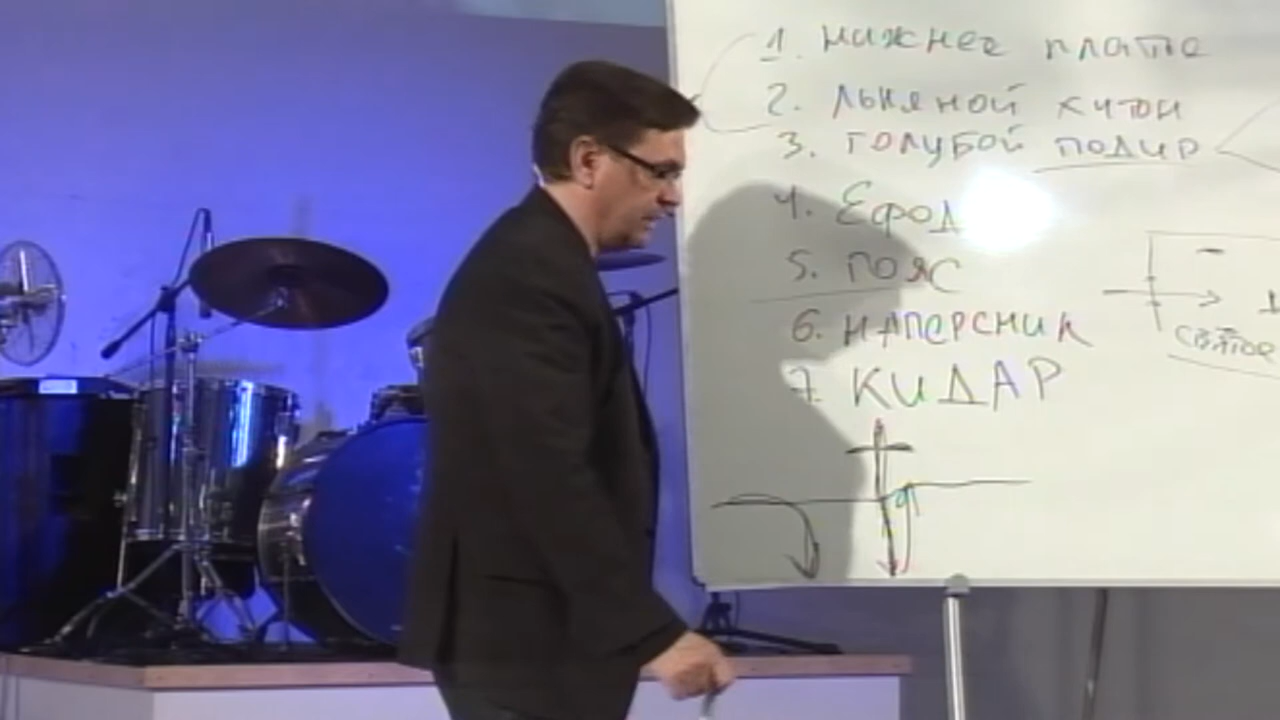 1. нижнее платье
2. льняной хитон
3. голубой подир
4. Ефод
5. пояс
6. наперсник
7. КИДАР
святое